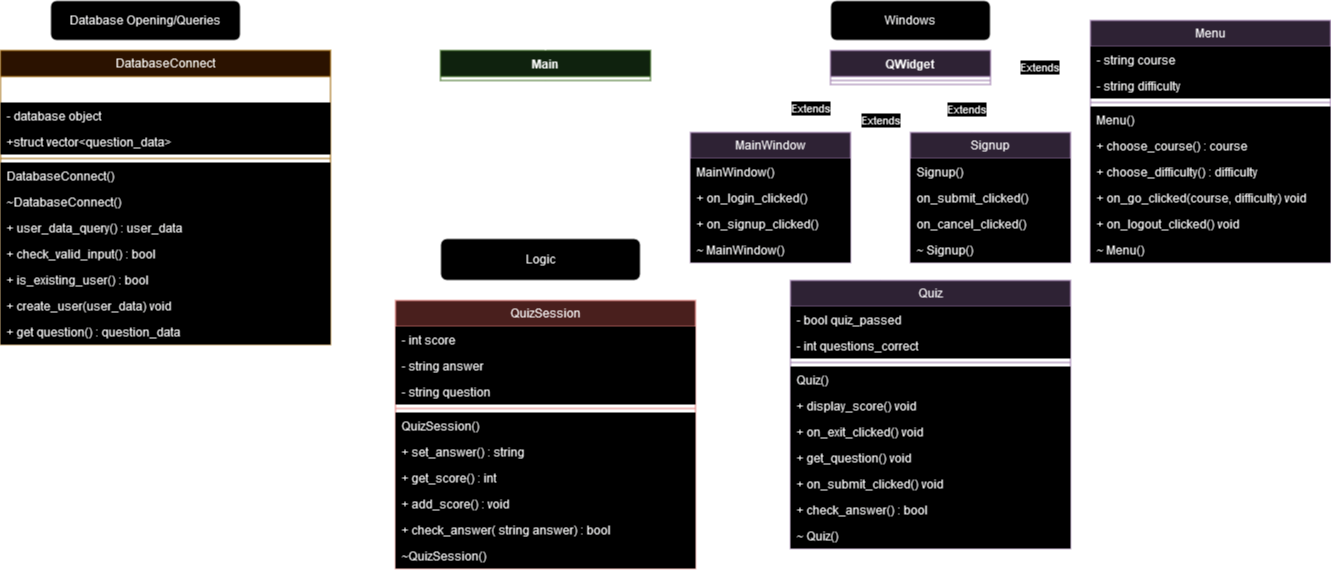 Database Opening/Queries
DatabaseConnect
- database object
+struct vector<question_data>
DatabaseConnect()
~DatabaseConnect()
+ user_data_query() : user_data
+ check_valid_input() : bool
+ is_existing_user() : bool
+ create_user(user_data) void
+ get question() : question_data
Main
Logic
QuizSession
- int score
- string answer
- string question
QuizSession()
+ set_answer() : string
+ get_score() : int
+ add_score() : void
+ check_answer( string answer) : bool
~QuizSession()
Windows
QWidget
Extends
Extends
Extends
Extends
MainWindow
MainWindow()
+ on_login_clicked()
+ on_signup_clicked()
~ MainWindow()
Signup
Signup()
on_submit_clicked()
on_cancel_clicked()
~ Signup()
Menu
- string course
- string difficulty
Menu()
+ choose_course() : course
+ choose_difficulty() : difficulty
+ on_go_clicked(course, difficulty) void
+ on_logout_clicked() void
~ Menu()
Quiz
- bool quiz_passed
- int questions_correct
Quiz()
+ display_score() void
+ on_exit_clicked() void
+ get_question() void
+ on_submit_clicked() void
+ check_answer() : bool
~ Quiz()